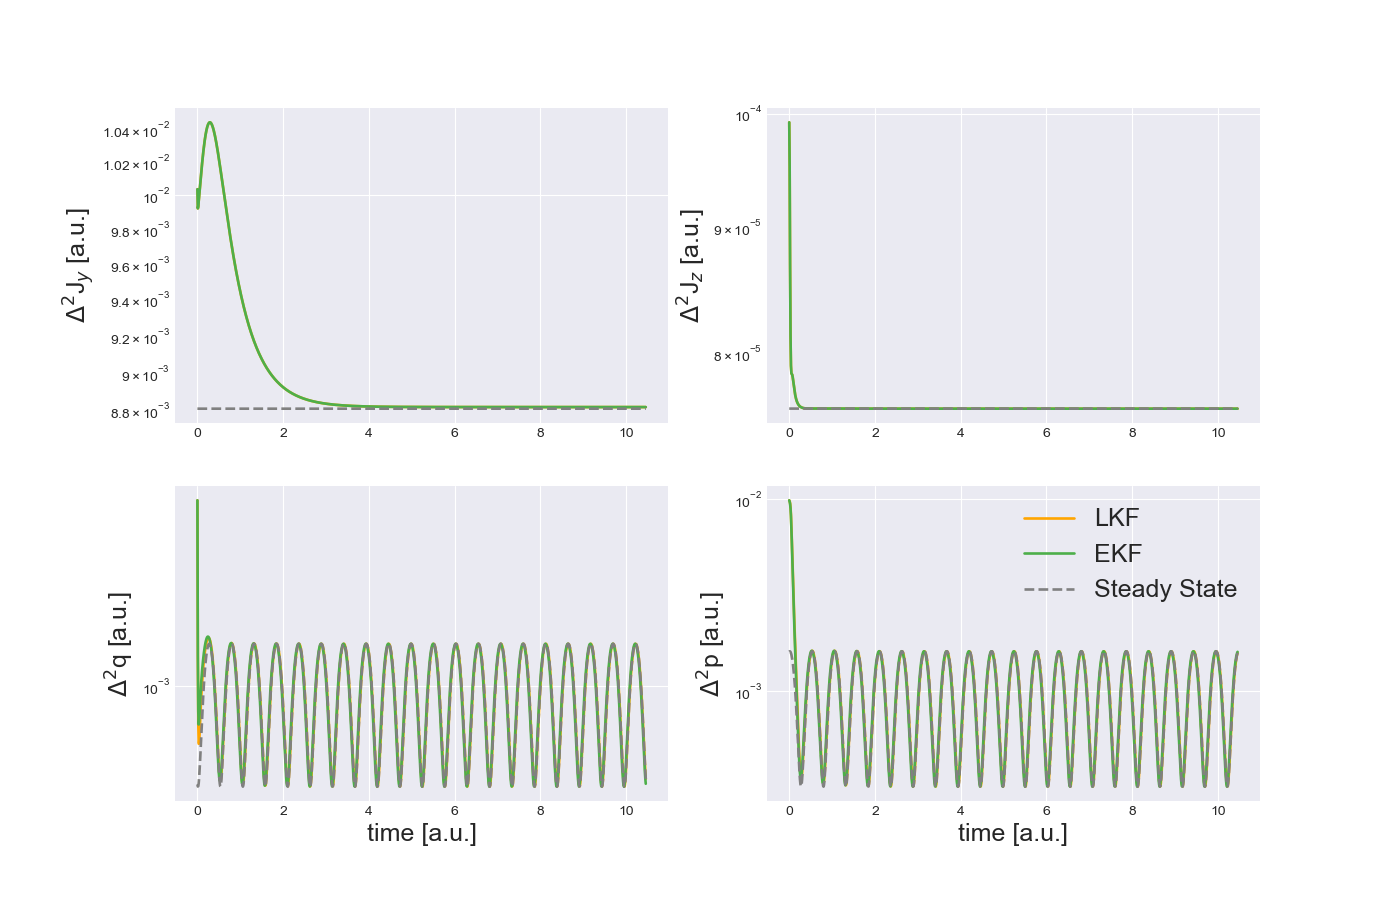 Δ²J_y [a.u.]
1.04×10⁻²
1.02×10⁻²
10⁻²
9.8×10⁻³
9.6×10⁻³
9.4×10⁻³
9.2×10⁻³
9×10⁻³
8.8×10⁻³
0 2 4 6 8 10
Δ²J_z [a.u.]
10⁻⁴
9×10⁻⁵
8×10⁻⁵
0 2 4 6 8 10
Δ²q [a.u.]
10⁻³
0 2 4 6 8 10
time [a.u.]
Δ²p [a.u.]
10⁻²
10⁻³
LKF
EKF
Steady State
0 2 4 6 8 10
time [a.u.]